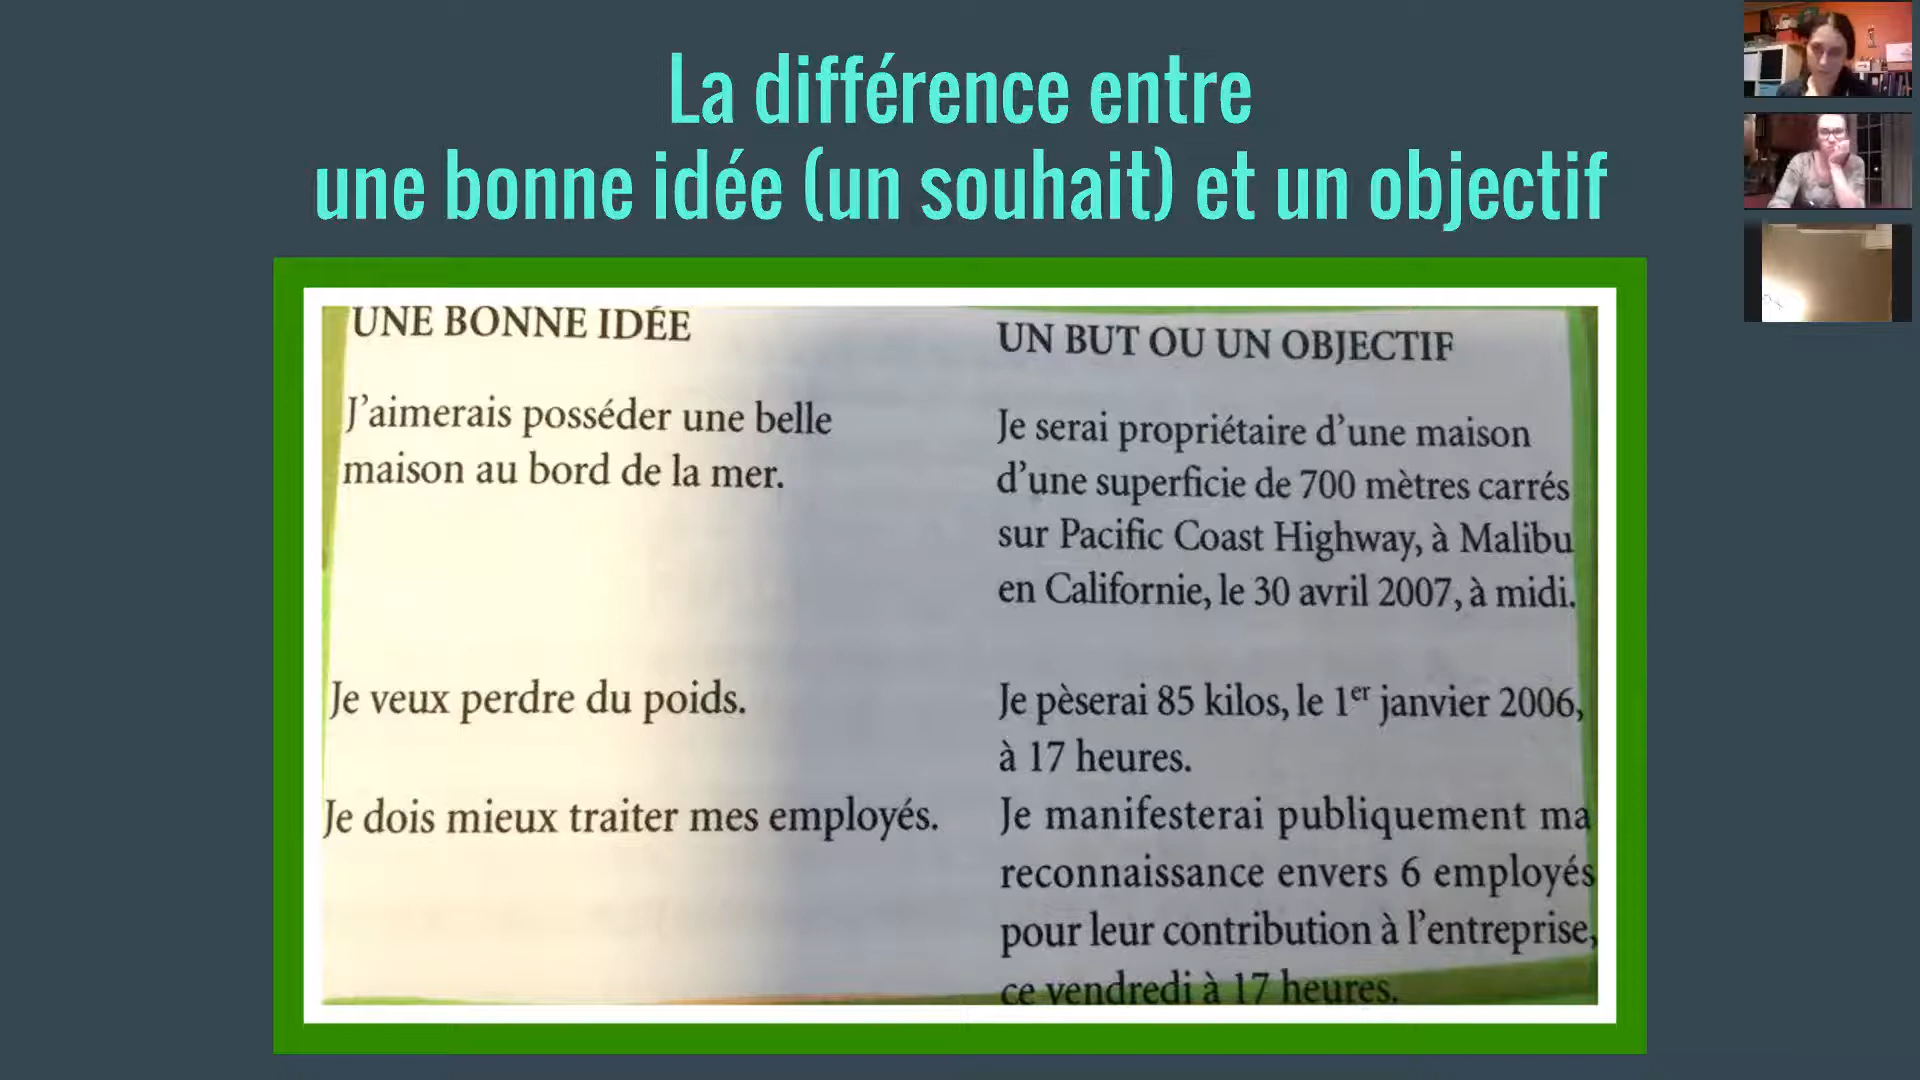 La différence entre
une bonne idée (un souhait) et un objectif
UNE BONNE IDÉE
J'aimerais posséder une belle
maison au bord de la mer.
Je veux perdre du poids.
Je dois mieux traiter mes employés.
UN BUT OU UN OBJECTIF
Je serai propriétaire d'une maison
d'une superficie de 700 mètres carrés
sur Pacific Coast Highway, à Malibu
en Californie, le 30 avril 2007, à midi.
Je pèserai 85 kilos, le 1er janvier 2006,
à 17 heures.
Je manifesterai publiquement ma
reconnaissance envers 6 employés
pour leur contribution à l'entreprise,
ce vendredi à 17 heures.